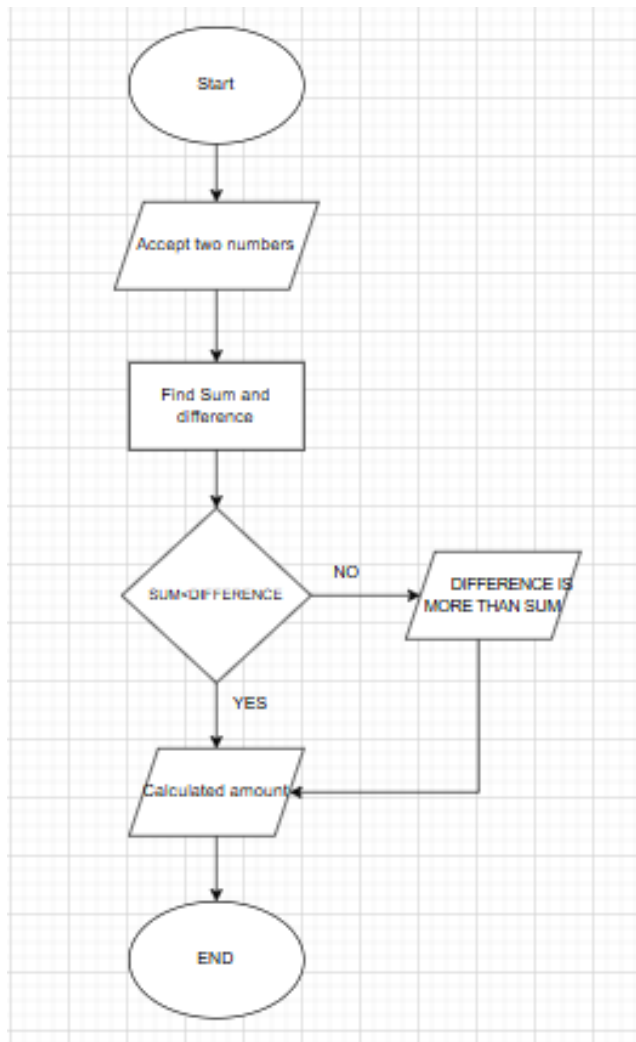 Start
Accept two numbers
Find Sum and
difference
SUM<DIFFERENCE
NO
DIFFERENCE IS
MORE THAN SUM
YES
Calculated amount
END